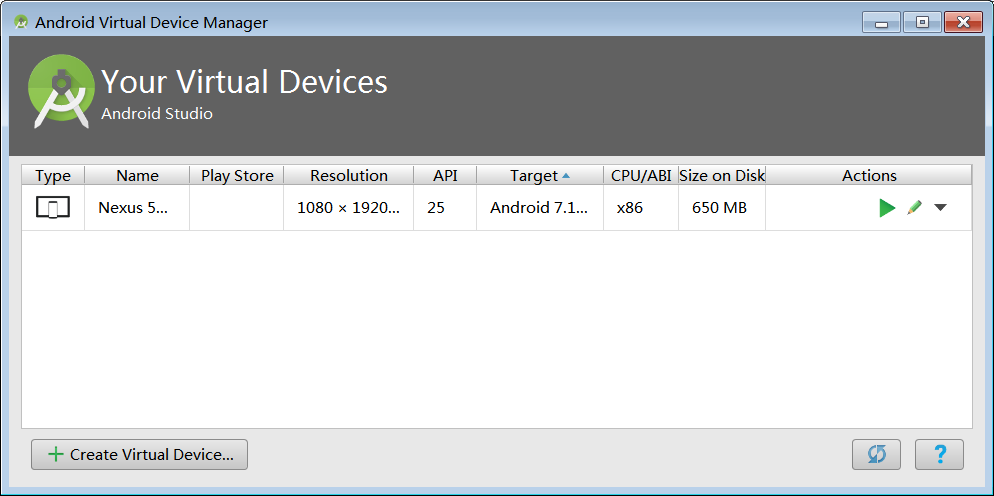 Android Virtual Device Manager
Your Virtual Devices
Android Studio
Type Name Play Store Resolution API Target CPU/ABI Size on Disk Actions
Nexus 5... 1080 × 1920... 25 Android 7.1... x86 650 MB
Create Virtual Device... ?